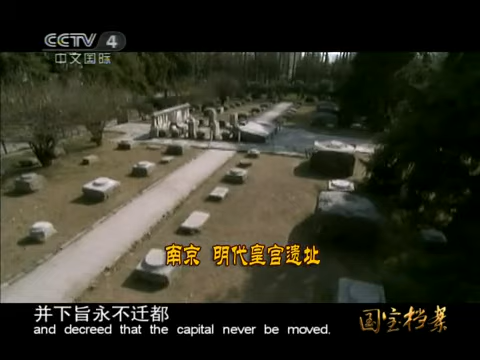 CCTV 4
中文国际
南京 明代皇宫遗址
并下旨永不迁都
and decreed that the capital never be moved.
国宝档案